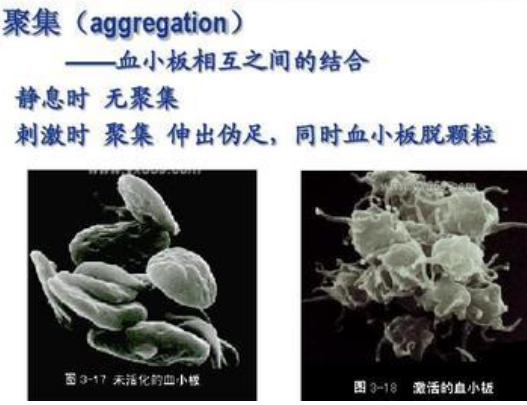 聚集（aggregation）
——血小板相互之间的结合
静息时 无聚集
刺激时 聚集 伸出伪足，同时血小板脱颗粒
图 3-17 未活化的血小板
图 3-18 激活的血小板